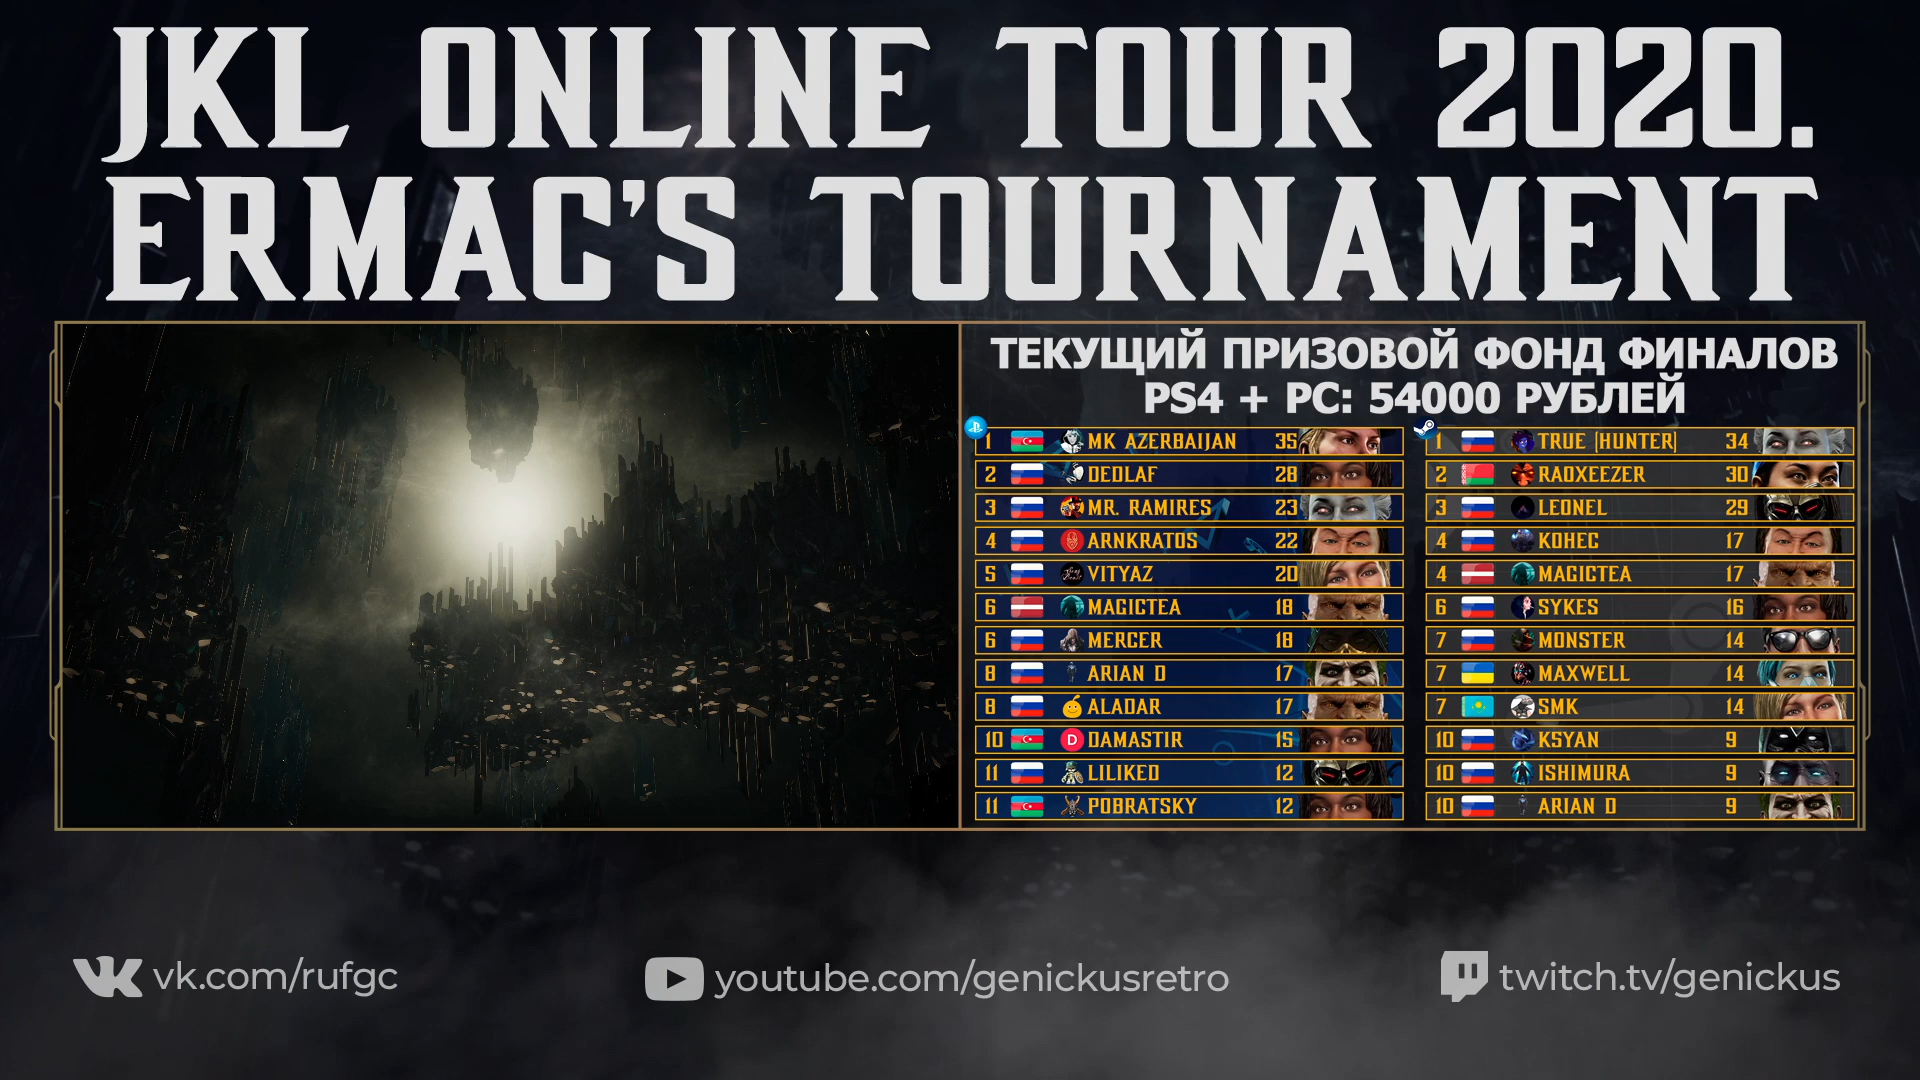 JKL ONLINE TOUR 2020.
ERMAC'S TOURNAMENT
ТЕКУЩИЙ ПРИЗОВОЙ ФОНД ФИНАЛОВ
PS4 + PC: 54000 РУБЛЕЙ
1 MK AZERBAIJAN 35
2 DEOLAF 28
3 MR. RAMIRES 23
4 ARNKRATOS 22
5 VITYAZ 20
6 MAGICTEA 18
6 MERCER 18
8 ARIAN D 17
8 ALADAR 17
10 D DAMASTIR 15
11 LILIKED 12
11 POBRATSKY 12
1 TRUE [HUNTER] 34
2 RAOXEEZER 30
3 LEONEL 29
4 KOHEC 17
4 MAGICTEA 17
6 SYKES 16
7 MONSTER 14
7 MAXWELL 14
7 SMK 14
10 KSYAN 9
10 ISHIMURA 9
10 ARIAN D 9
vk.com/rufgc
youtube.com/genickusretro
twitch.tv/genickus